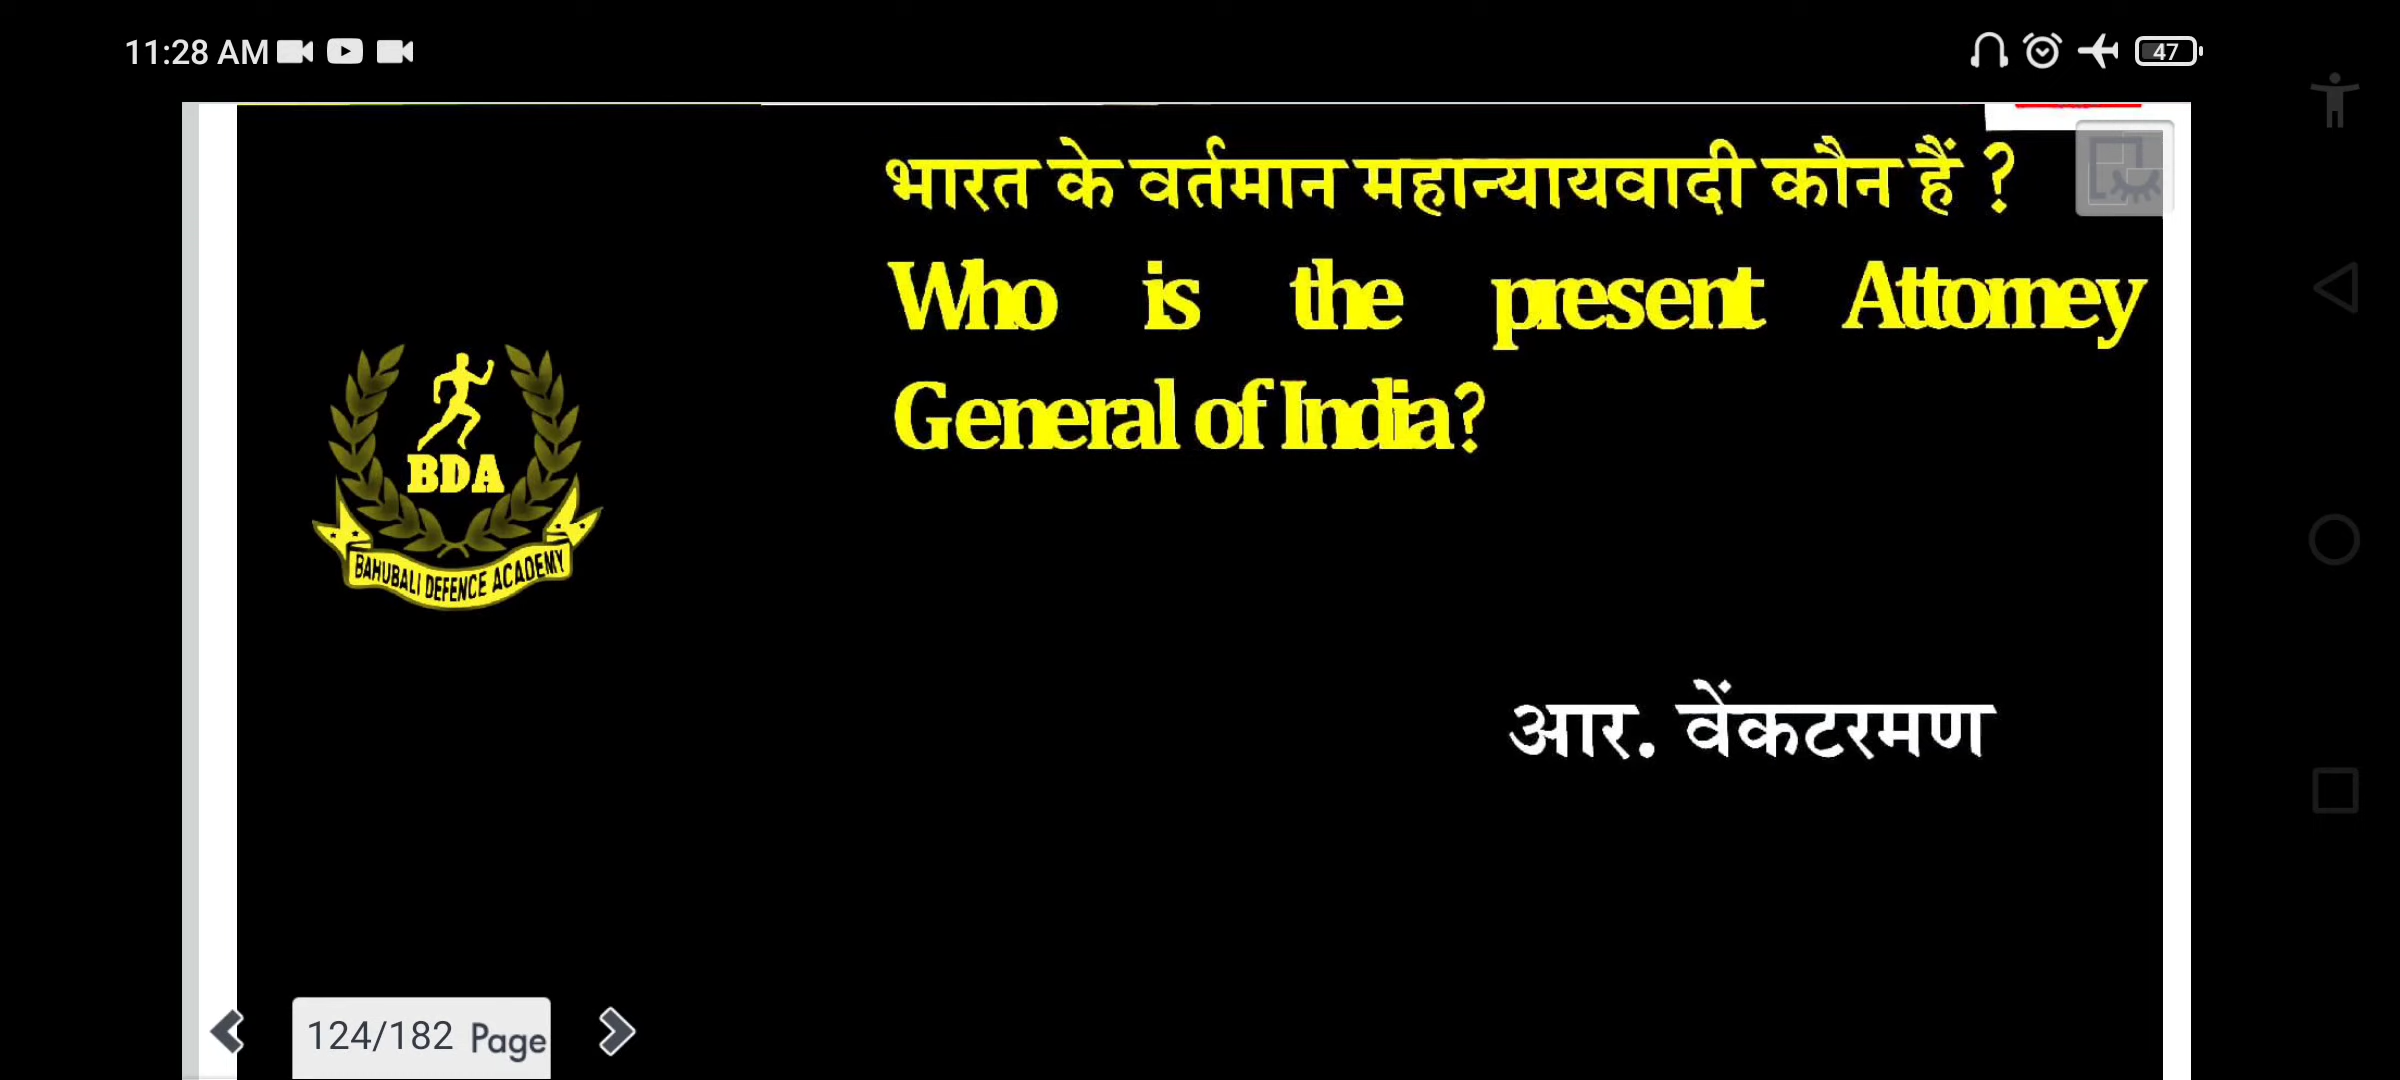 11:28 AM
47
भारत के वर्तमान महान्यायवादी कौन हैं ?
Who is the present Attorney
General of India?
BDA
BAHUBALI DEFENCE ACADEMY
आर. वेंकटरमण
124/182 Page